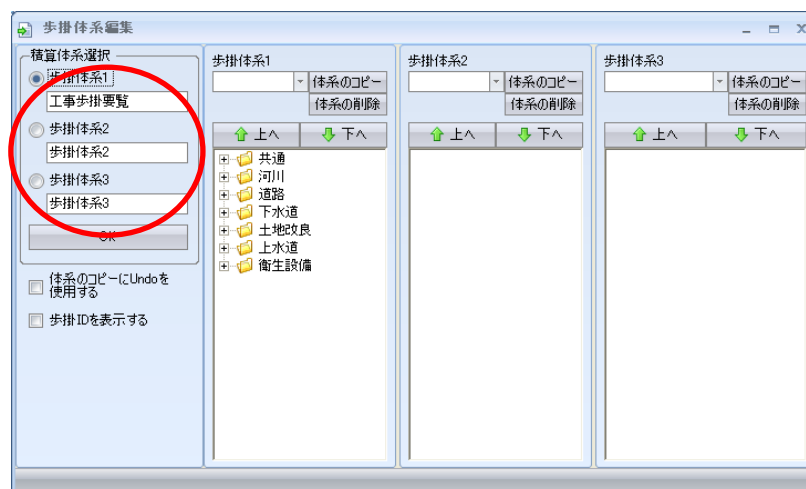 歩掛体系編集
積算体系選択
歩掛体系1
工事歩掛要覧
歩掛体系2
歩掛体系2
歩掛体系3
歩掛体系3
OK
体系のコピーにUndoを
使用する
歩掛IDを表示する
歩掛体系1
体系のコピー
体系の削除
上へ 下へ
共通
河川
道路
下水道
土地改良
上水道
衛生設備
歩掛体系2
体系のコピー
体系の削除
上へ 下へ
歩掛体系3
体系のコピー
体系の削除
上へ 下へ